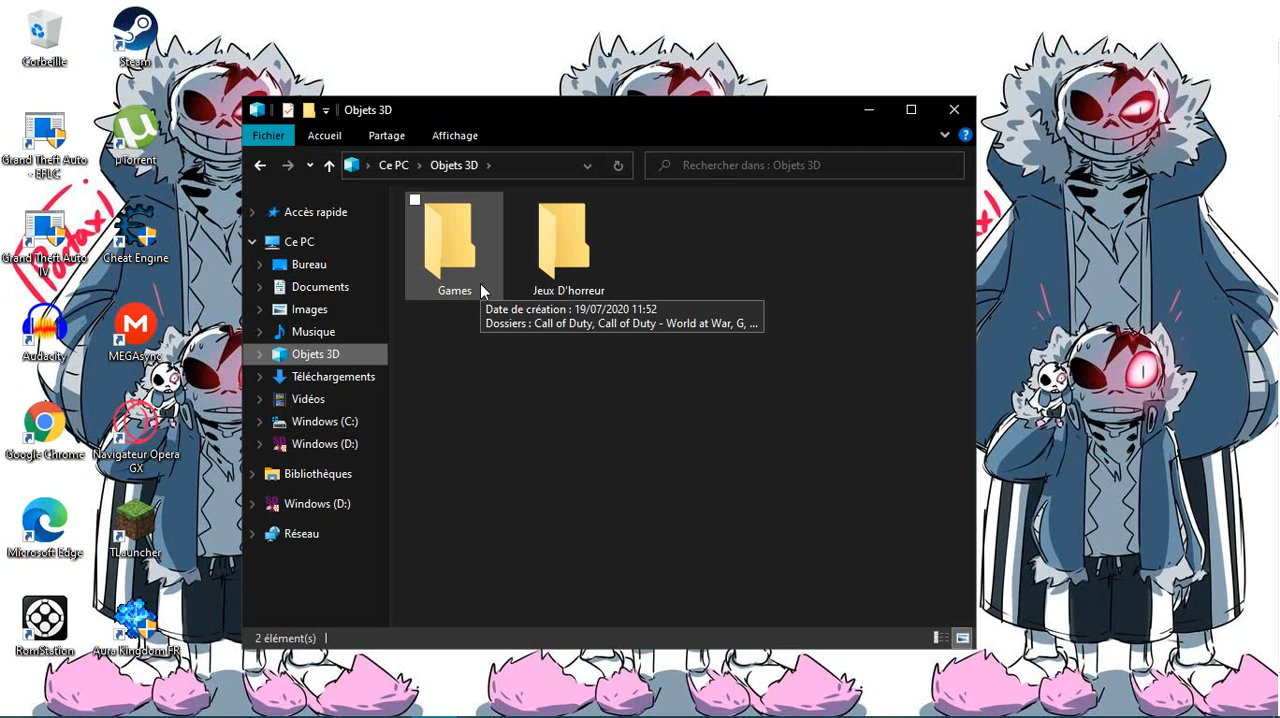 Corbeille
Steam
Grand Theft Auto
- EFLC
µTorrent
Grand Theft Auto
IV
Cheat Engine
Audacity
MEGAsync
Google Chrome
Navigateur Opera
GX
Microsoft Edge
TLauncher
RomStation
Aura Kingdom FR
Objets 3D
Fichier
Accueil
Partage
Affichage
Ce PC
Objets 3D
Rechercher dans : Objets 3D
Accès rapide
Ce PC
Bureau
Documents
Images
Musique
Objets 3D
Téléchargements
Vidéos
Windows (C:)
Windows (D:)
Bibliothèques
Windows (D:)
Réseau
Games
Jeux D'horreur
Date de création : 19/07/2020 11:52
Dossiers : Call of Duty, Call of Duty - World at War, G, ...
2 élément(s)